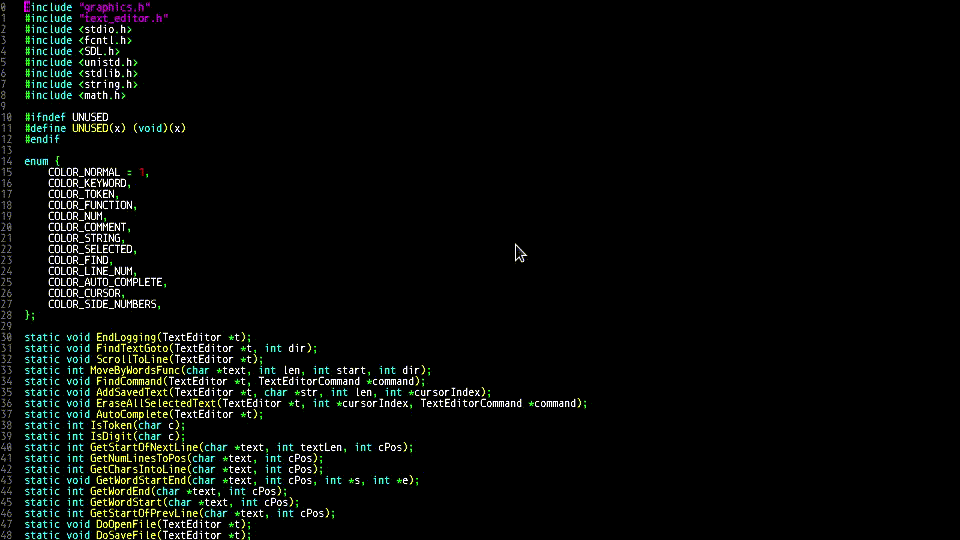 0 #include "graphics.h"
1 #include "text_editor.h"
2 #include <stdio.h>
3 #include <fcntl.h>
4 #include <SDL.h>
5 #include <unistd.h>
6 #include <stdlib.h>
7 #include <string.h>
8 #include <math.h>
9
10 #ifndef UNUSED
11 #define UNUSED(x) (void)(x)
12 #endif
13
14 enum {
15     COLOR_NORMAL = 1,
16     COLOR_KEYWORD,
17     COLOR_TOKEN,
18     COLOR_FUNCTION,
19     COLOR_NUM,
20     COLOR_COMMENT,
21     COLOR_STRING,
22     COLOR_SELECTED,
23     COLOR_FIND,
24     COLOR_LINE_NUM,
25     COLOR_AUTO_COMPLETE,
26     COLOR_CURSOR,
27     COLOR_SIDE_NUMBERS,
28 };
29
30 static void EndLogging(TextEditor *t);
31 static void FindTextGoto(TextEditor *t, int dir);
32 static void ScrollToLine(TextEditor *t);
33 static int MoveByWordsFunc(char *text, int len, int start, int dir);
34 static void FindCommand(TextEditor *t, TextEditorCommand *command);
35 static void AddSavedText(TextEditor *t, char *str, int len, int *cursorIndex);
36 static void EraseAllSelectedText(TextEditor *t, int *cursorIndex, TextEditorCommand *command);
37 static void AutoComplete(TextEditor *t);
38 static int IsToken(char c);
39 static int IsDigit(char c);
40 static int GetStartOfNextLine(char *text, int textLen, int cPos);
41 static int GetNumLinesToPos(char *text, int cPos);
42 static int GetCharsIntoLine(char *text, int cPos);
43 static void GetWordStartEnd(char *text, int cPos, int *s, int *e);
44 static int GetWordEnd(char *text, int cPos);
45 static int GetWordStart(char *text, int cPos);
46 static int GetStartOfPrevLine(char *text, int cPos);
47 static void DoOpenFile(TextEditor *t);
48 static void DoSaveFile(TextEditor *t);